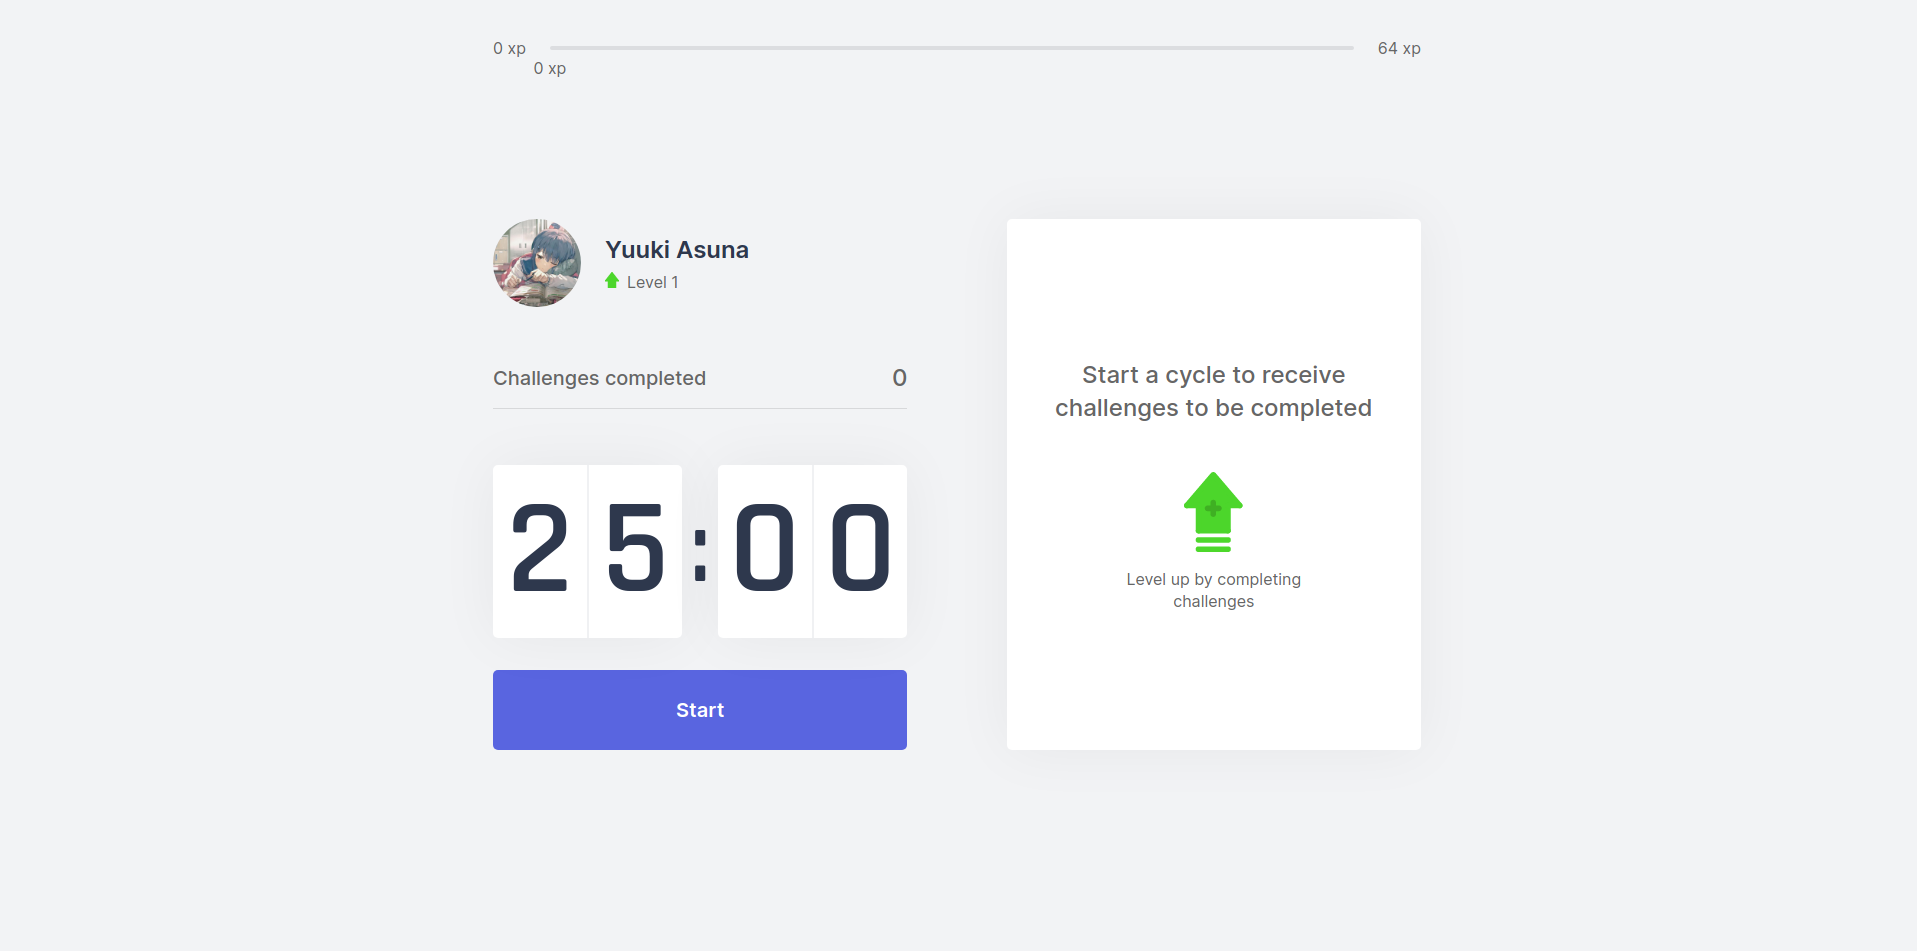 0 xp
64 xp
0 xp
Yuuki Asuna
Level 1
Challenges completed
0
25:00
Start
Start a cycle to receive
challenges to be completed
Level up by completing
challenges